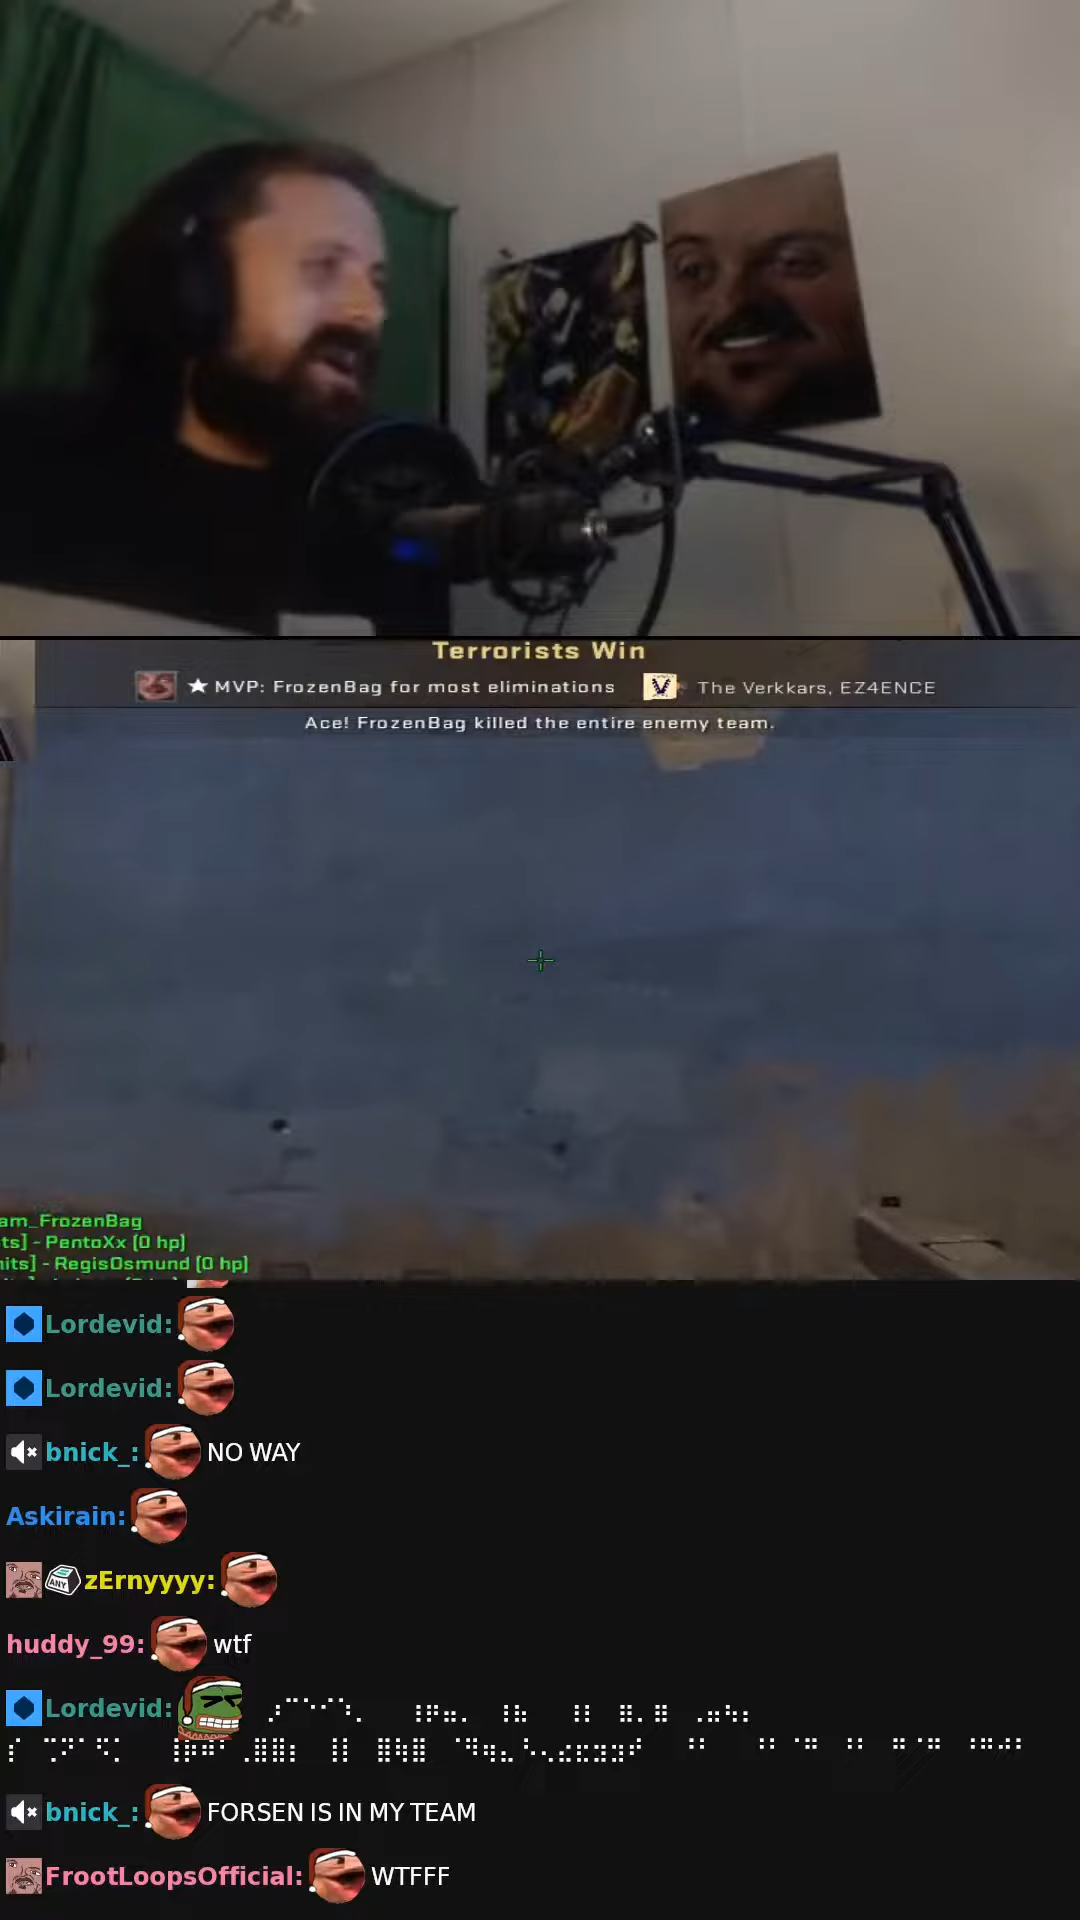 Terrorists Win
★ MVP: FrozenBag for most eliminations The Verkkars, EZ4ENCE
Ace! FrozenBag killed the entire enemy team.
am_FrozenBag
ts] - PentoXx (0 hp)
its] - RegisOsmund (0 hp)
Lordevid:
Lordevid:
bnick_: NO WAY
Askirain:
ANY zErnyyyy:
huddy_99: wtf
Lordevid:
bnick_: FORSEN IS IN MY TEAM
FrootLoopsOfficial: WTFFF